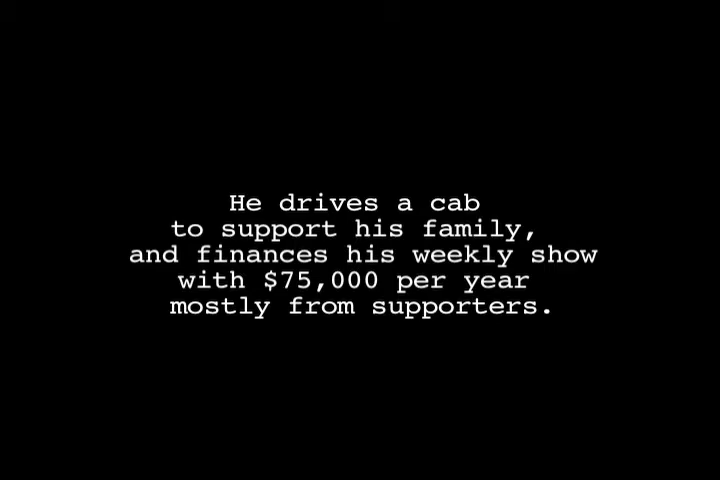 He drives a cab
to support his family,
and finances his weekly show
with $75,000 per year
mostly from supporters.